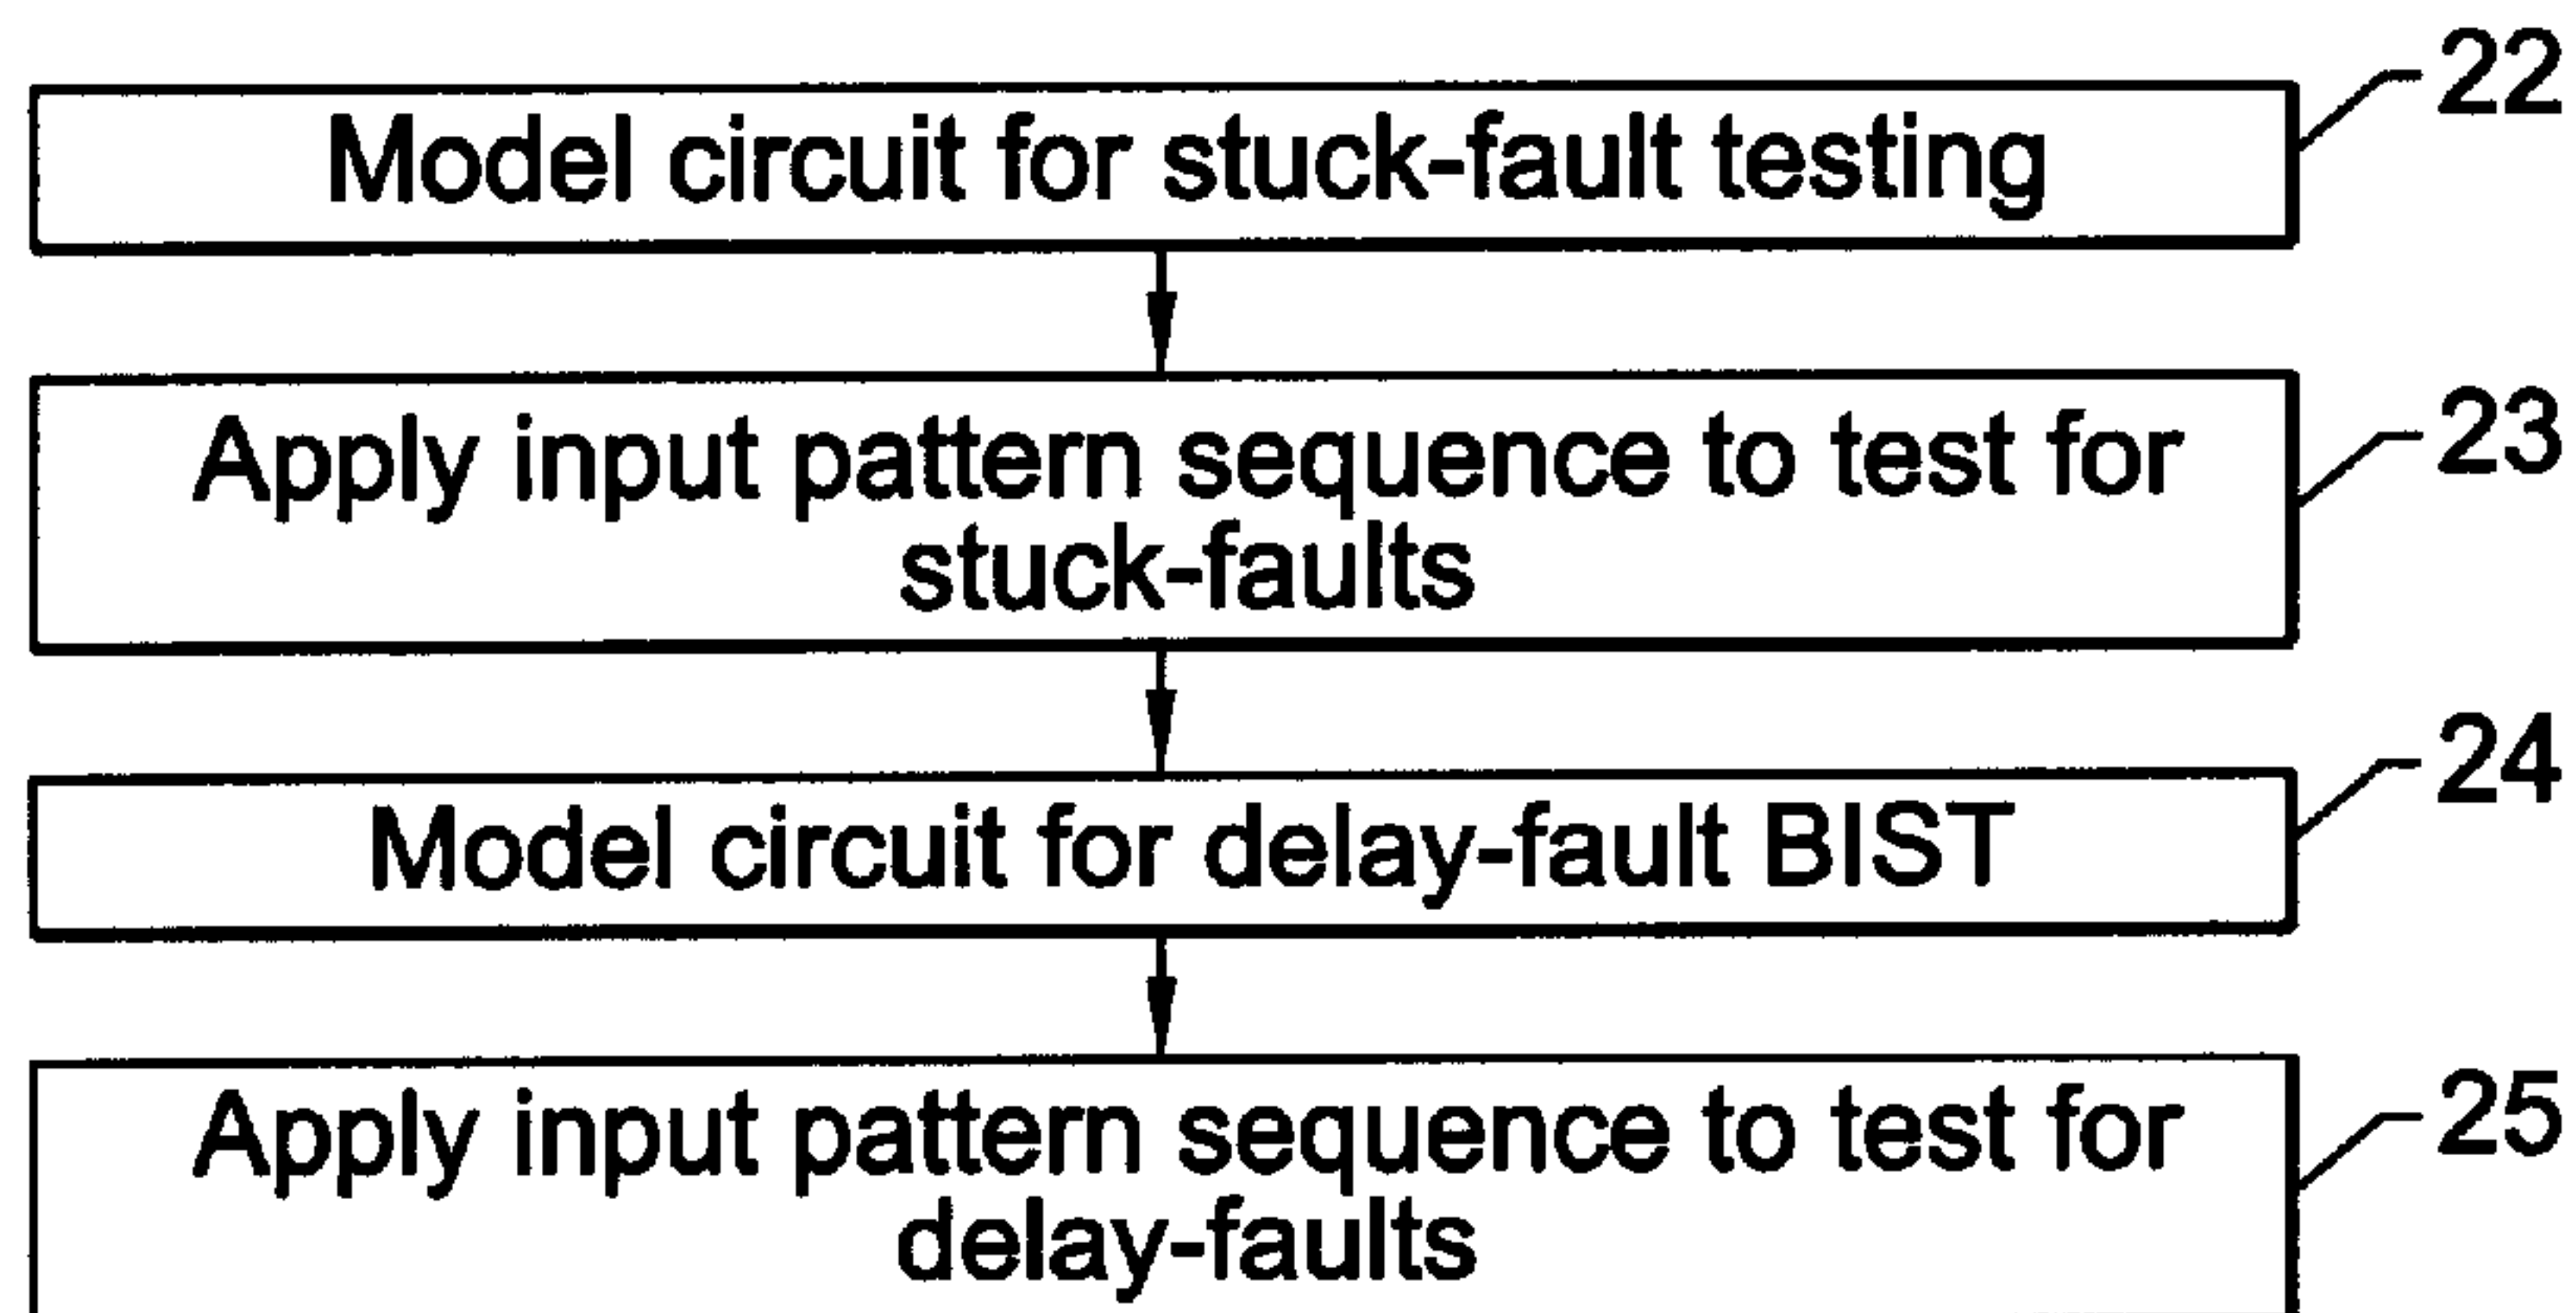 22
Model circuit for stuck-fault testing
23
Apply input pattern sequence to test for
stuck-faults
24
Model circuit for delay-fault BIST
25
Apply input pattern sequence to test for
delay-faults